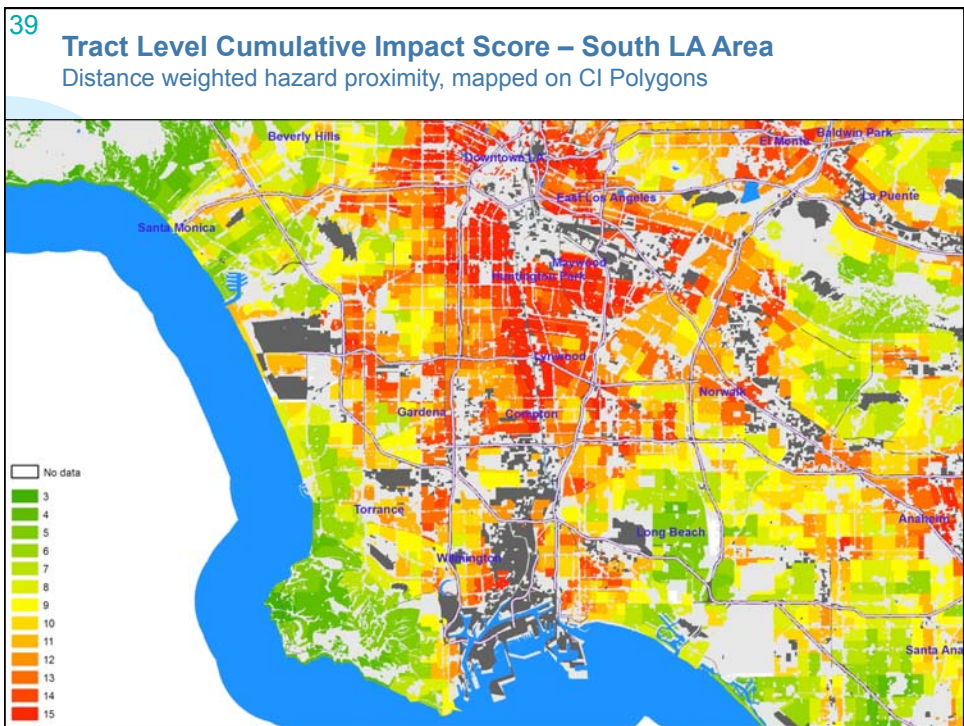 39
Tract Level Cumulative Impact Score – South LA Area
Distance weighted hazard proximity, mapped on CI Polygons
Beverly Hills
Baldwin Park
El Monte
Downtown LA
East Los Angeles
La Puente
Santa Monica
Maywood
Huntington Park
Lynwood
Norwalk
Gardena
Compton
Torrance
Anaheim
Long Beach
Wilmington
Santa Ana
No data
3
4
5
6
7
8
9
10
11
12
13
14
15